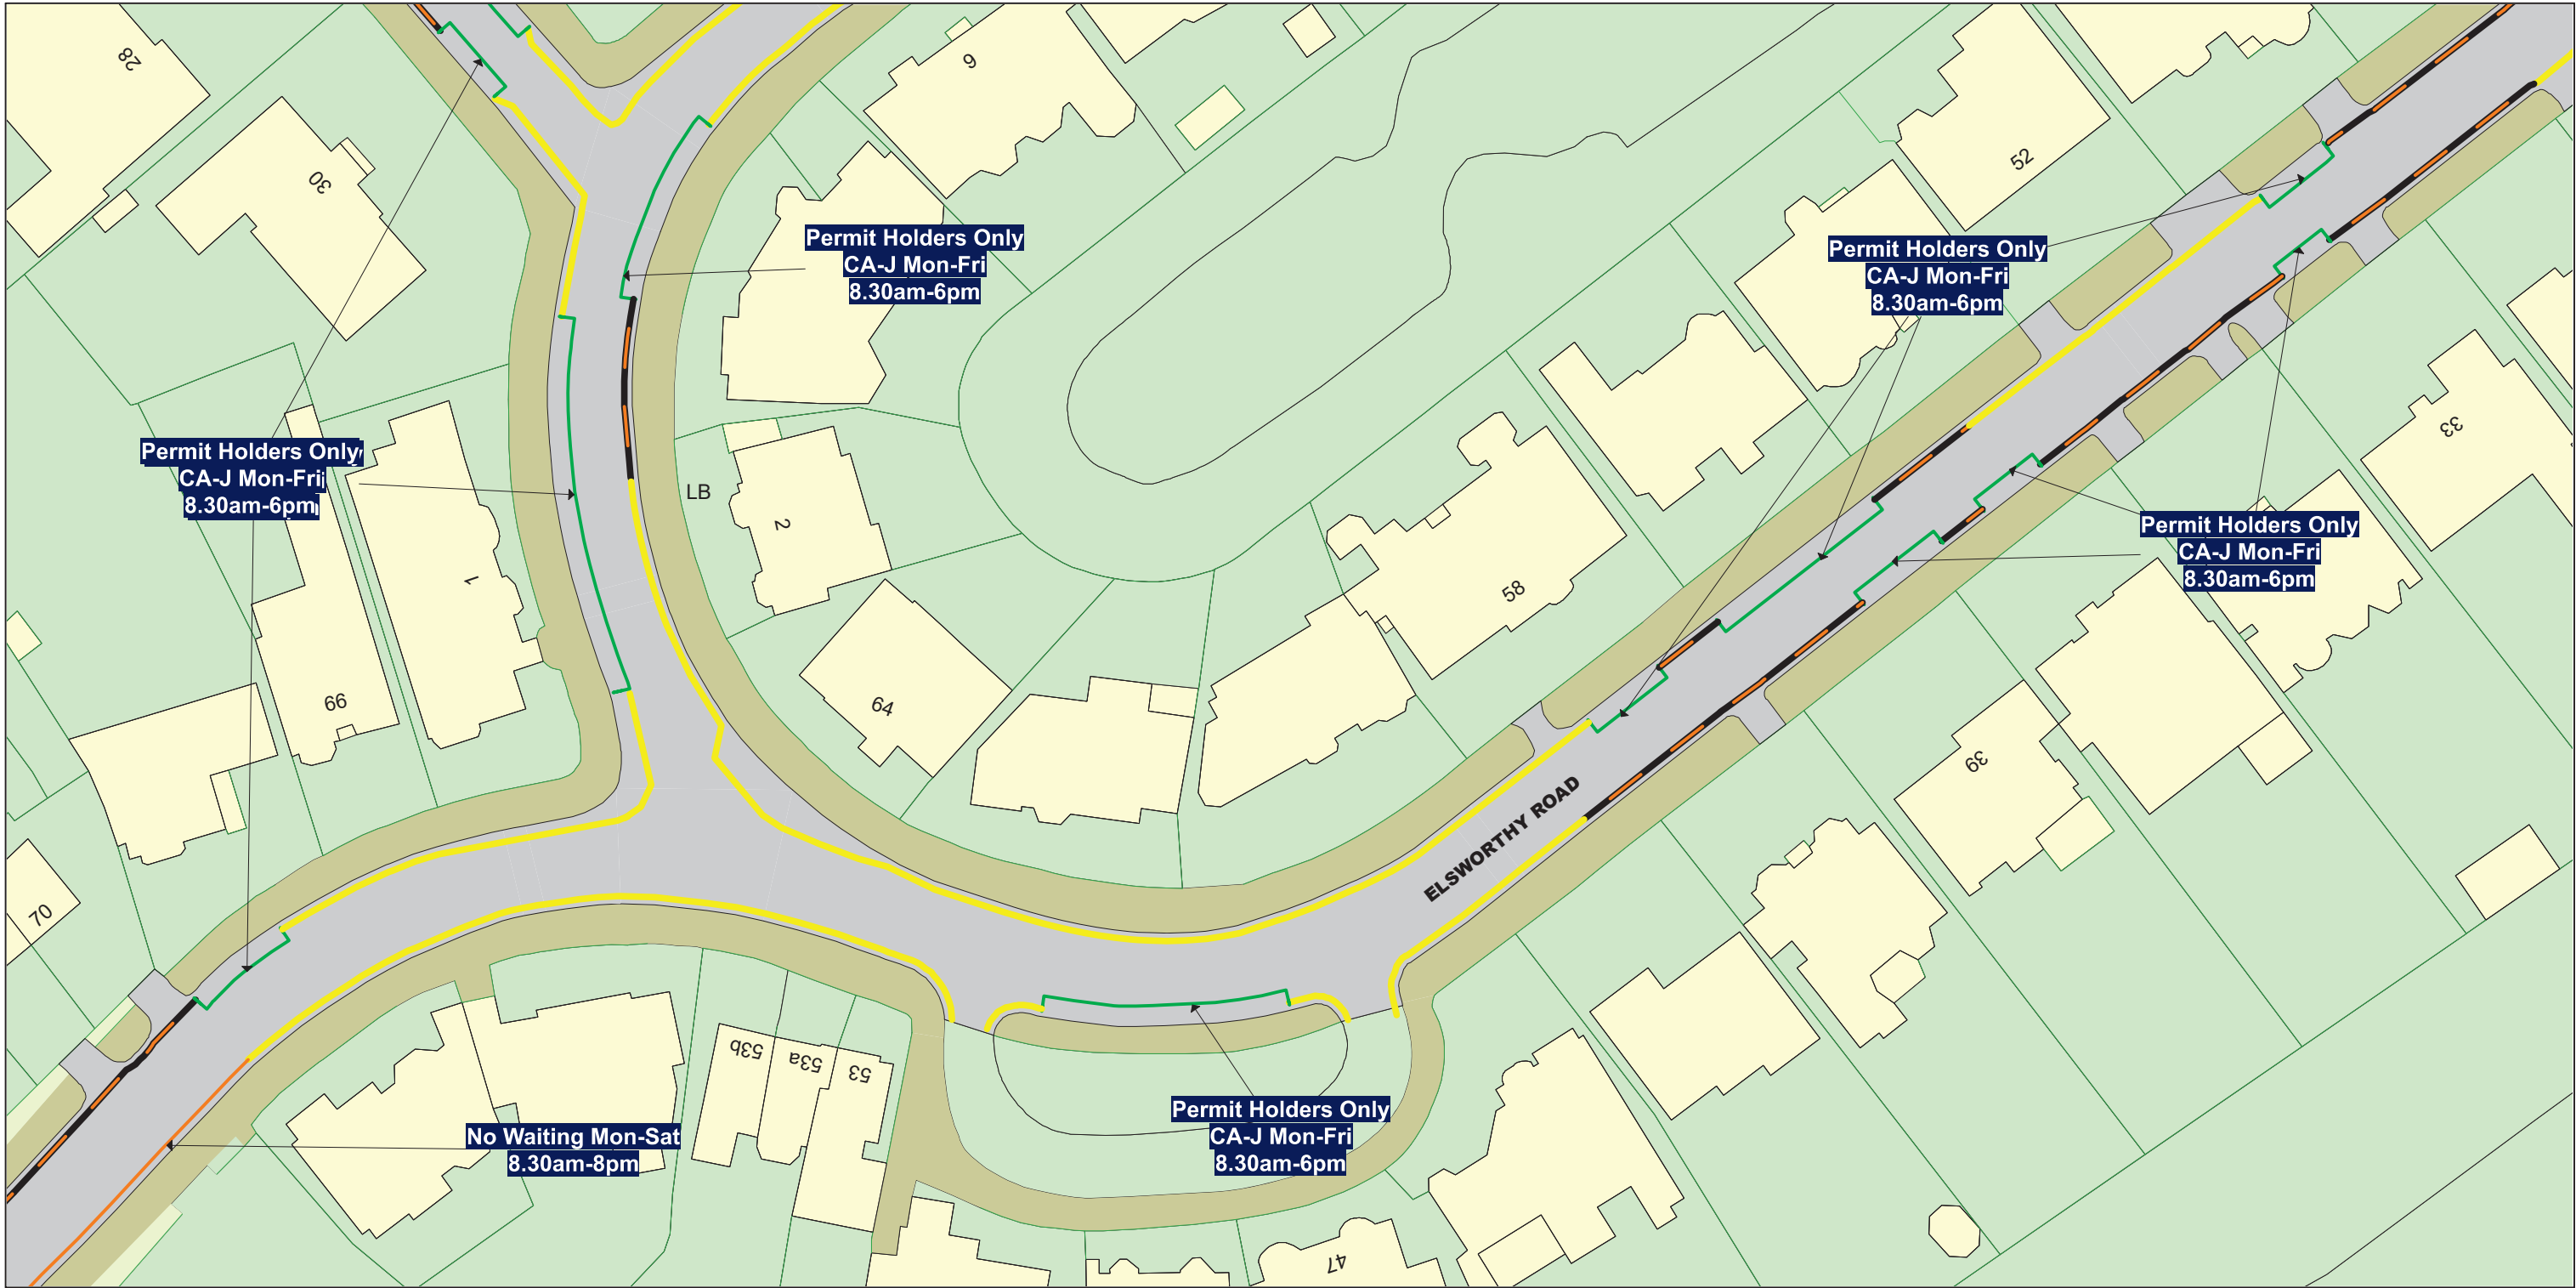 28
6
52
30
Permit Holders Only
CA-J Mon-Fri
8.30am-6pm
Permit Holders Only
CA-J Mon-Fri
8.30am-6pm
33
Permit Holders Only
CA-J Mon-Fri
8.30am-6pm
LB
2
Permit Holders Only
CA-J Mon-Fri
8.30am-6pm
1
58
66
64
39
ELSWORTHY ROAD
70
53b
53a
53
Permit Holders Only
CA-J Mon-Fri
8.30am-6pm
No Waiting Mon-Sat
8.30am-8pm
47